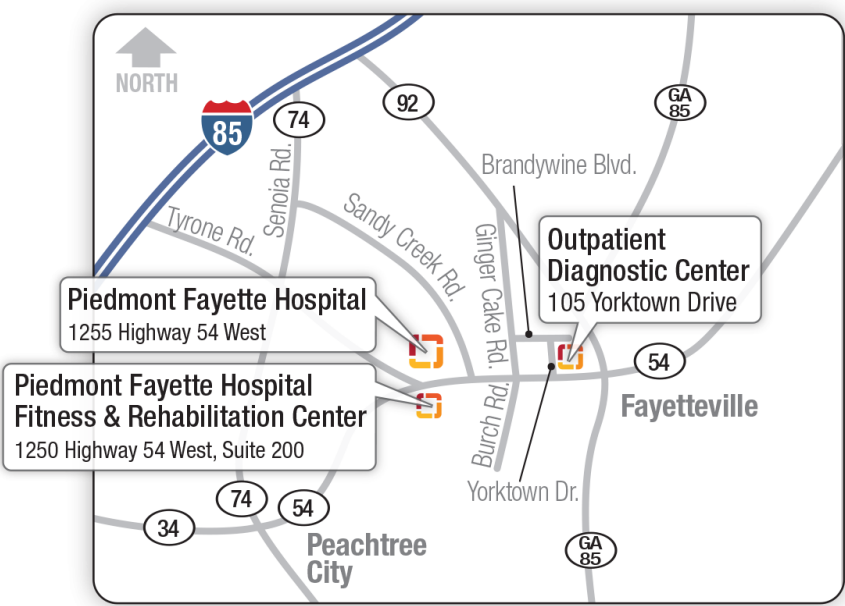 NORTH
85
74
92
GA
85
Brandywine Blvd.
Senoia Rd.
Tyrone Rd.
Sandy Creek Rd.
Ginger Cake Rd.
Outpatient
Diagnostic Center
105 Yorktown Drive
Piedmont Fayette Hospital
1255 Highway 54 West
54
Piedmont Fayette Hospital
Fitness & Rehabilitation Center
1250 Highway 54 West, Suite 200
Burch Rd.
Fayetteville
Yorktown Dr.
74
54
34
Peachtree
City
GA
85